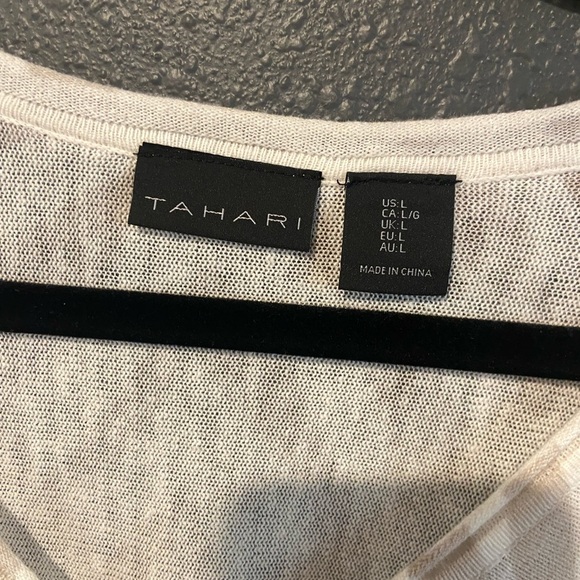 TAHARI
US:L
CA:L/G
UK:L
EU:L
AU:L
MADE IN CHINA